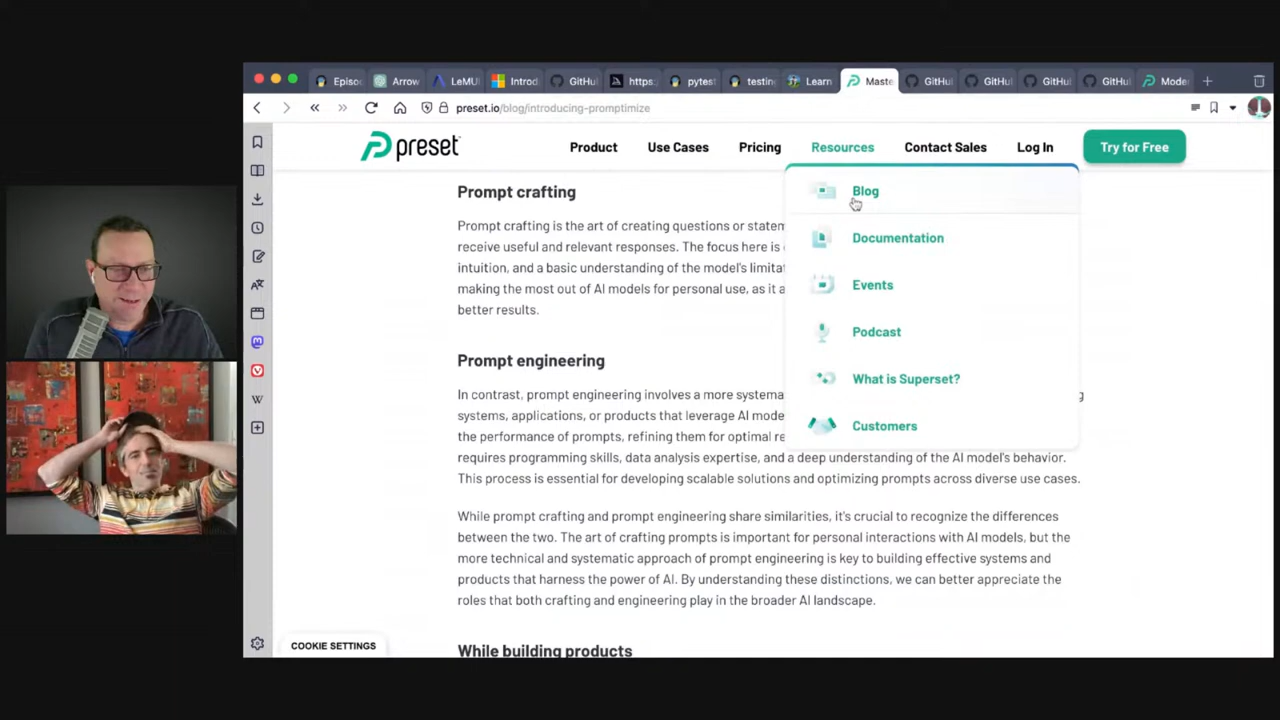 Episo
Arrow
LeMU
Introd
GitHu
https:
pytest
testing
Learn
Maste
GitHu
GitHu
GitHu
GitHu
Moder
preset.io/blog/introducing-promptimize
preset
Product
Use Cases
Pricing
Resources
Contact Sales
Log In
Try for Free
Blog
Documentation
Events
Podcast
What is Superset?
Customers
Prompt crafting
Prompt crafting is the art of creating questions or staten
receive useful and relevant responses. The focus here is
intuition, and a basic understanding of the model's limitat
making the most out of AI models for personal use, as it a
better results.
Prompt engineering
In contrast, prompt engineering involves a more systema
g
systems, applications, or products that leverage AI mode
the performance of prompts, refining them for optimal re
requires programming skills, data analysis expertise, and a deep understanding of the AI model's behavior.
This process is essential for developing scalable solutions and optimizing prompts across diverse use cases.
While prompt crafting and prompt engineering share similarities, it's crucial to recognize the differences
between the two. The art of crafting prompts is important for personal interactions with AI models, but the
more technical and systematic approach of prompt engineering is key to building effective systems and
products that harness the power of AI. By understanding these distinctions, we can better appreciate the
roles that both crafting and engineering play in the broader AI landscape.
While building products
COOKIE SETTINGS